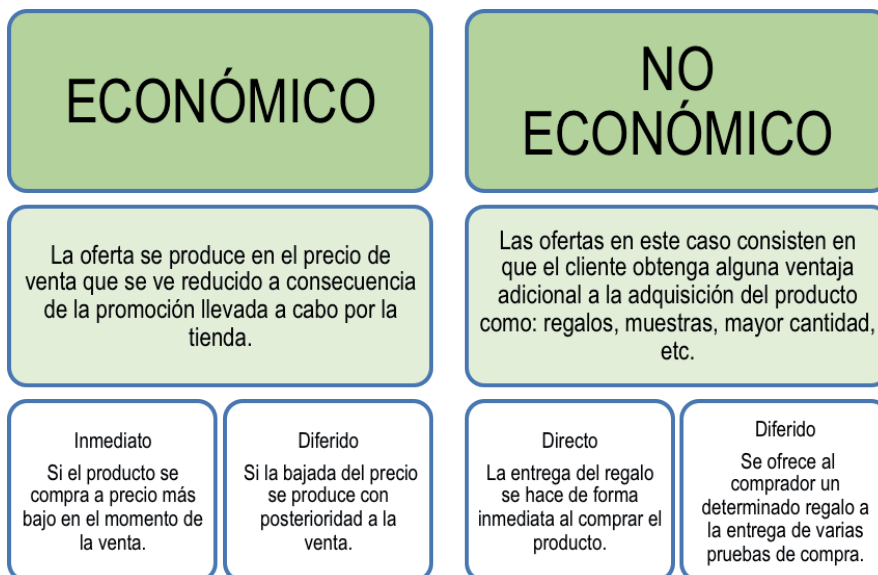 ECONÓMICO
La oferta se produce en el precio de
venta que se ve reducido a consecuencia
de la promoción llevada a cabo por la
tienda.
Inmediato
Si el producto se
compra a precio más
bajo en el momento de
la venta.
Diferido
Si la bajada del precio
se produce con
posterioridad a la
venta.
NO
ECONÓMICO
Las ofertas en este caso consisten en
que el cliente obtenga alguna ventaja
adicional a la adquisición del producto
como: regalos, muestras, mayor cantidad,
etc.
Directo
La entrega del regalo
se hace de forma
inmediata al comprar el
producto.
Diferido
Se ofrece al
comprador un
determinado regalo a
la entrega de varias
pruebas de compra.